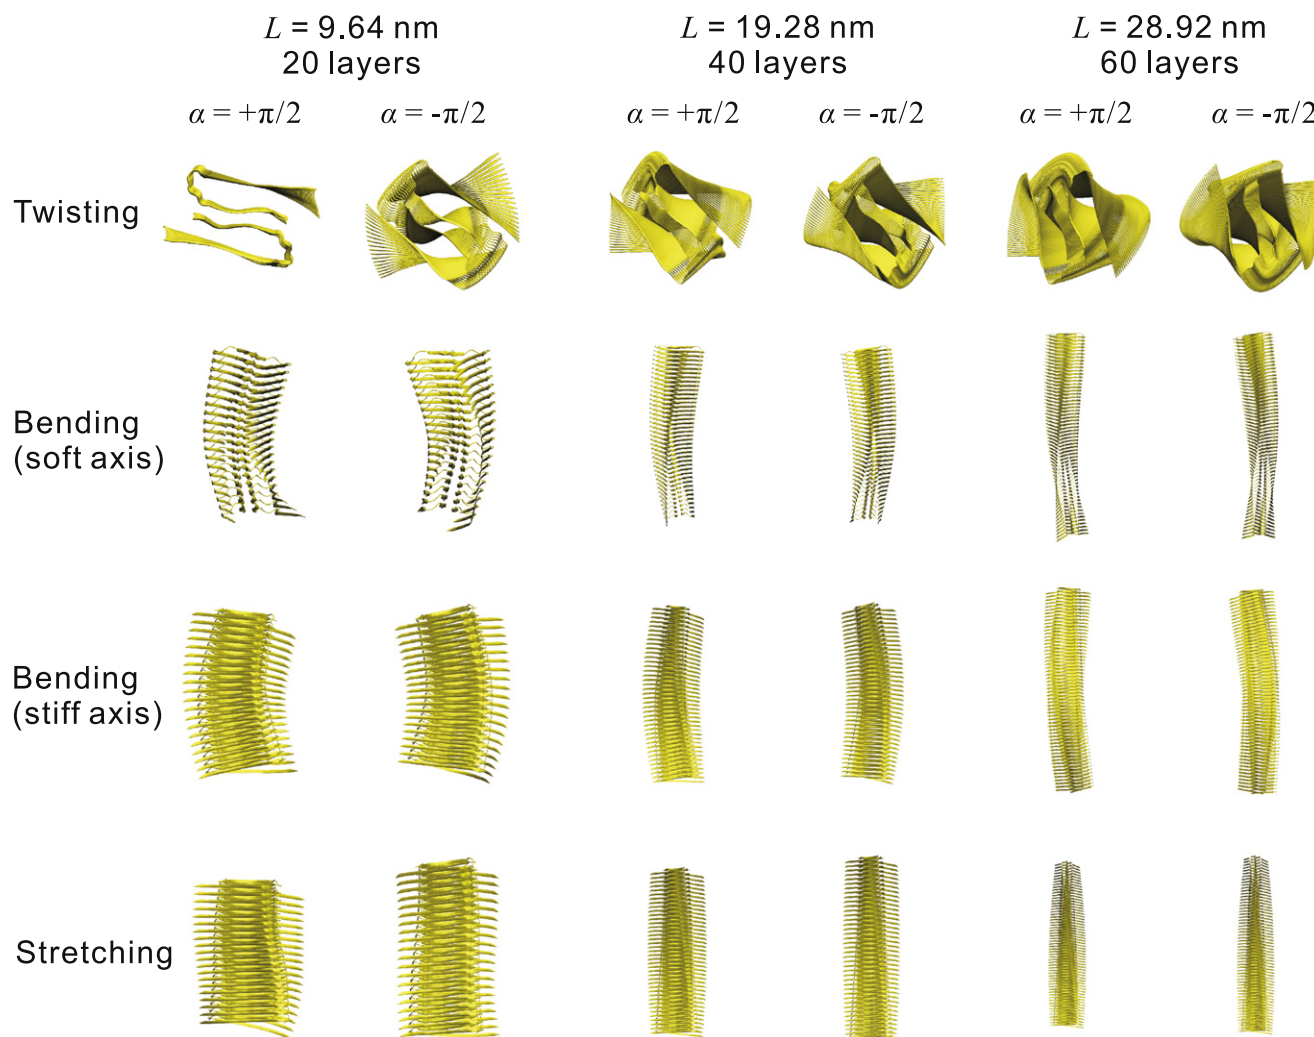 L = 9.64 nm
20 layers
L = 19.28 nm
40 layers
L = 28.92 nm
60 layers
α = +π/2
α = -π/2
α = +π/2
α = -π/2
α = +π/2
α = -π/2
Twisting
Bending
(soft axis)
Bending
(stiff axis)
Stretching